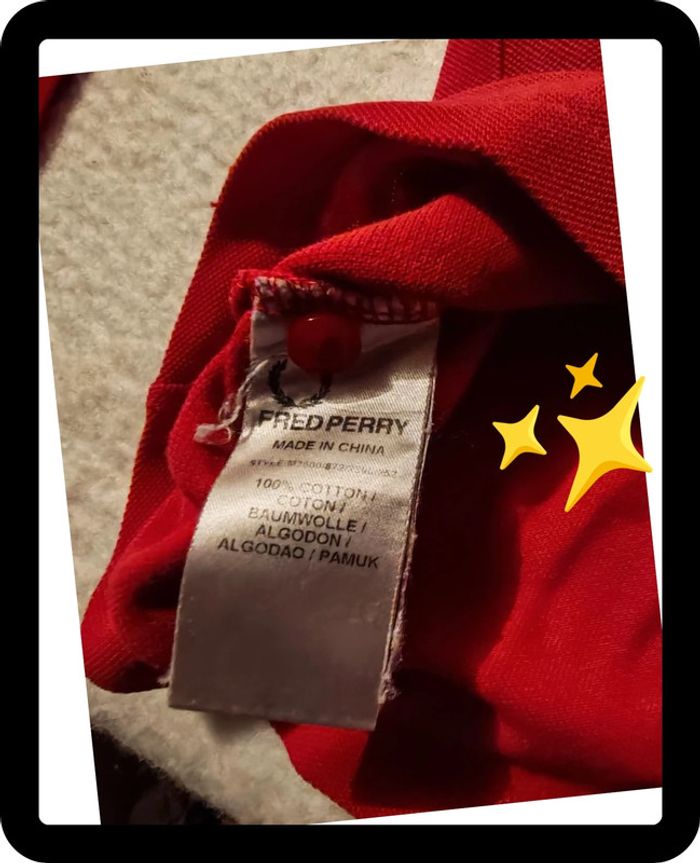 FRED PERRY
MADE IN CHINA
100% COTTON /
COTON /
BAUMWOLLE /
ALGODON /
ALGODAO / PAMUK